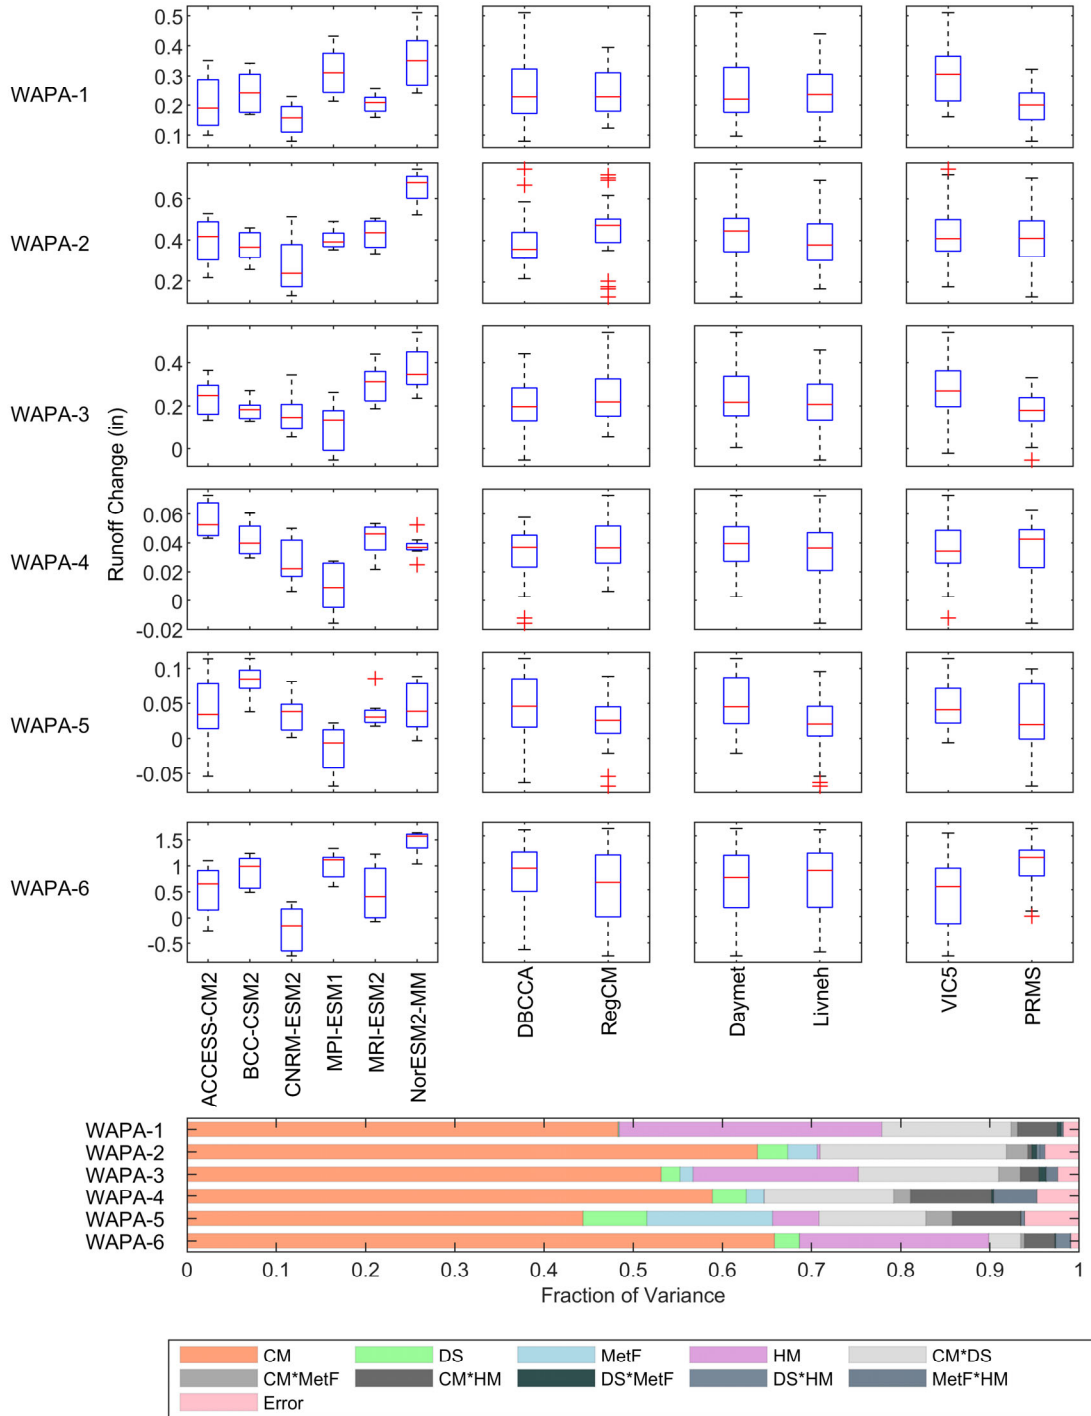 WAPA-1
0.5
0.4
0.3
0.2
0.1
WAPA-2
0.6
0.4
0.2
WAPA-3
0.4
0.2
0
Runoff Change (in)
WAPA-4
0.06
0.04
0.02
0
-0.02
WAPA-5
0.1
0.05
0
-0.05
WAPA-6
1.5
1
0.5
0
-0.5
ACCESS-CM2
BCC-CSM2
CNRM-ESM2
MPI-ESM1
MRI-ESM2
NorESM2-MM
DBCCA
RegCM
Daymet
Livneh
VIC5
PRMS
WAPA-1
WAPA-2
WAPA-3
WAPA-4
WAPA-5
WAPA-6
0 0.1 0.2 0.3 0.4 0.5 0.6 0.7 0.8 0.9 1
Fraction of Variance
CM DS MetF HM CM*DS
CM*MetF CM*HM DS*MetF DS*HM MetF*HM
Error